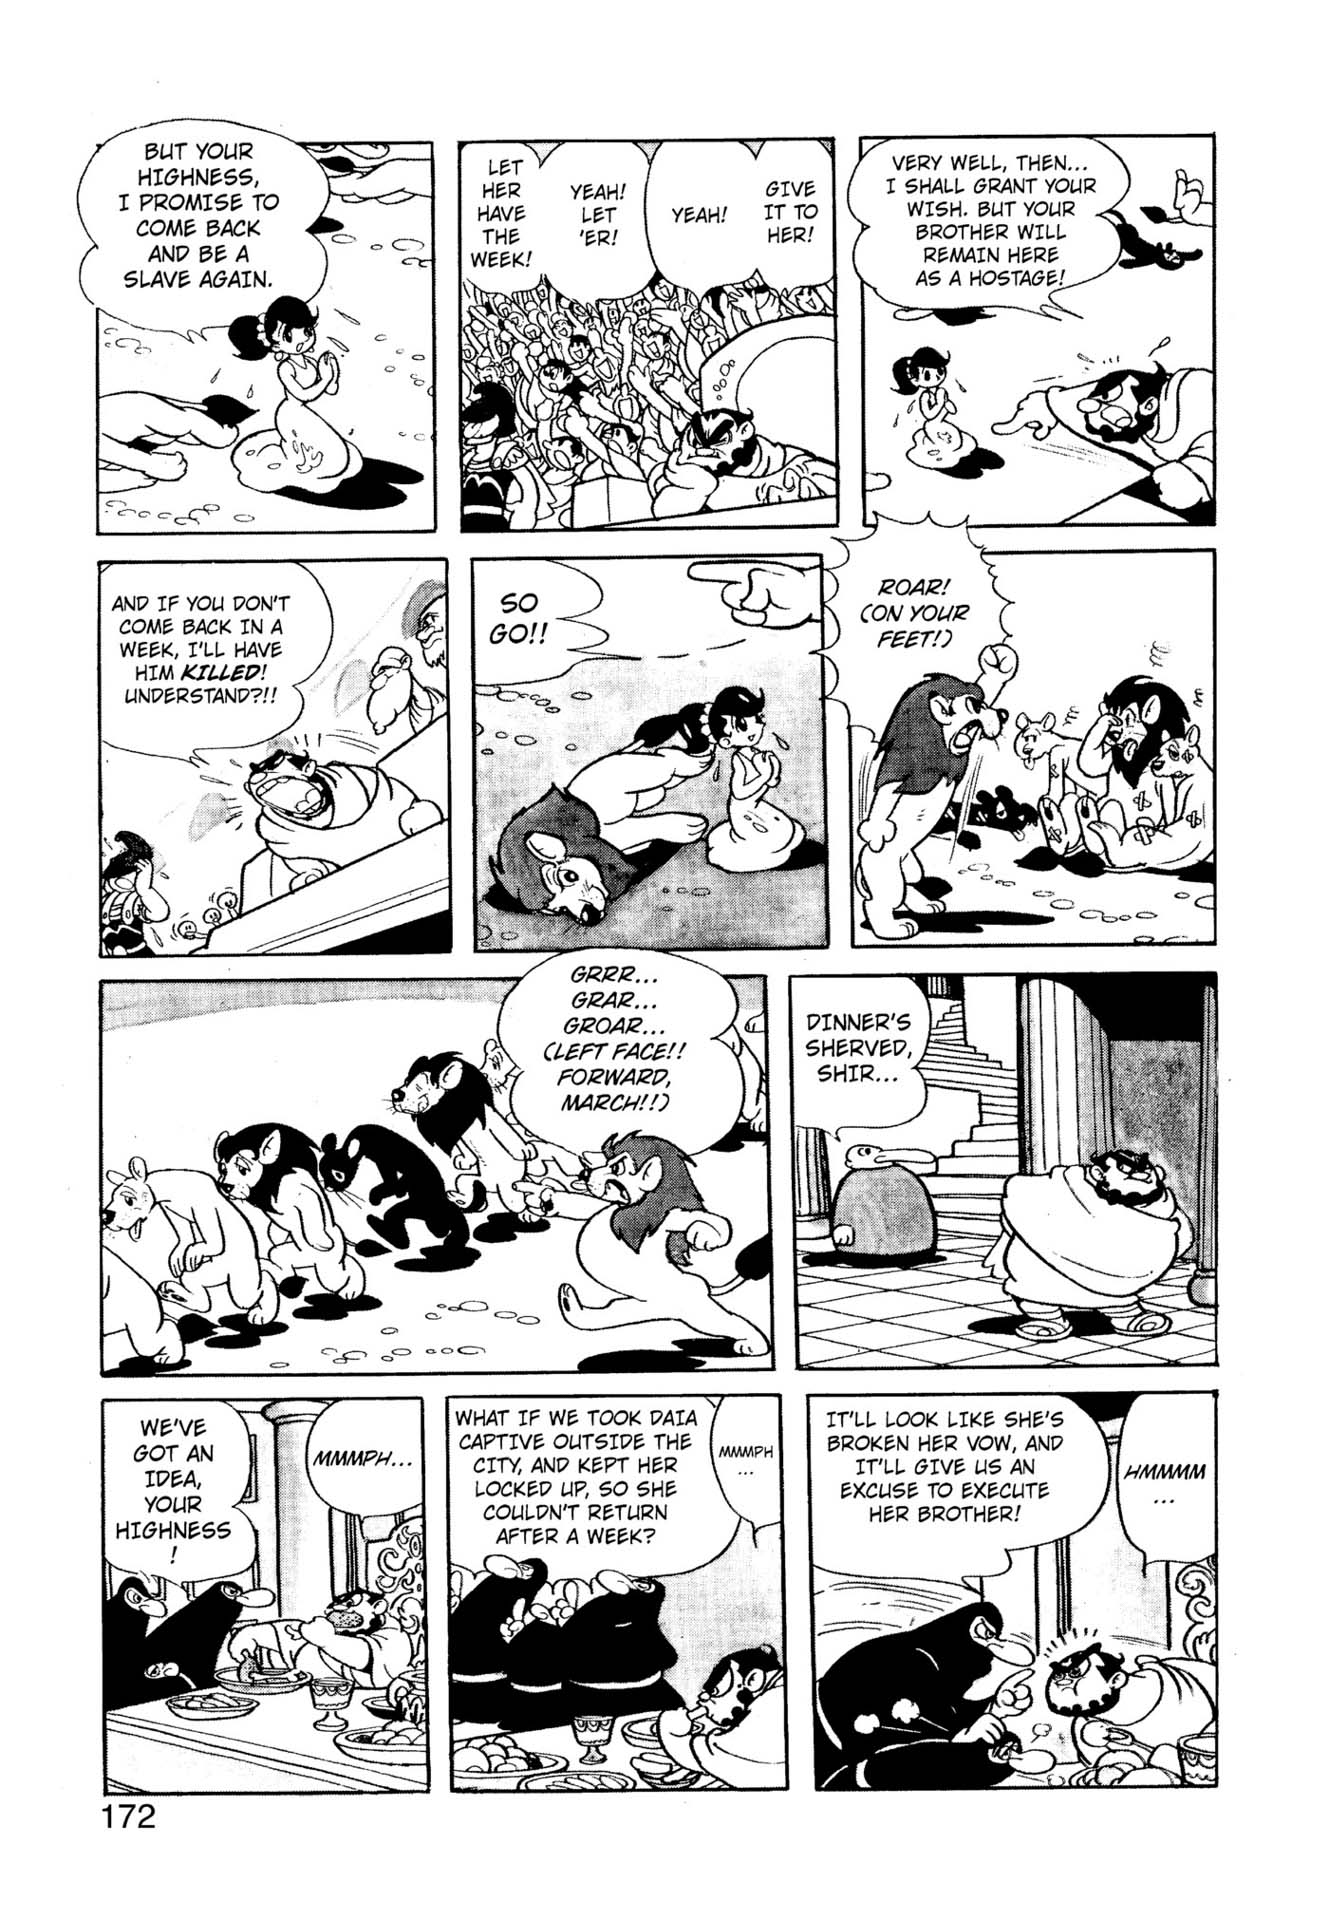 BUT YOUR
HIGHNESS,
I PROMISE TO
COME BACK
AND BE A
SLAVE AGAIN.
LET
HER
HAVE
THE
WEEK!
YEAH!
LET
'ER!
YEAH!
GIVE
IT TO
HER!
VERY WELL, THEN...
I SHALL GRANT YOUR
WISH. BUT YOUR
BROTHER WILL
REMAIN HERE
AS A HOSTAGE!
AND IF YOU DON'T
COME BACK IN A
WEEK, I'LL HAVE
HIM KILLED!
UNDERSTAND?!!
SO
GO!!
ROAR!
(ON YOUR
FEET!)
GRRR...
GRAR...
GROAR...
(LEFT FACE!!
FORWARD,
MARCH!!)
DINNER'S
SHERVED,
SHIR...
WE'VE
GOT AN
IDEA,
YOUR
HIGHNESS
!
MMMPH...
WHAT IF WE TOOK DAIA
CAPTIVE OUTSIDE THE
CITY, AND KEPT HER
LOCKED UP, SO SHE
COULDN'T RETURN
AFTER A WEEK?
MMMPH
...
IT'LL LOOK LIKE SHE'S
BROKEN HER VOW, AND
IT'LL GIVE US AN
EXCUSE TO EXECUTE
HER BROTHER!
HMMMM
...
172